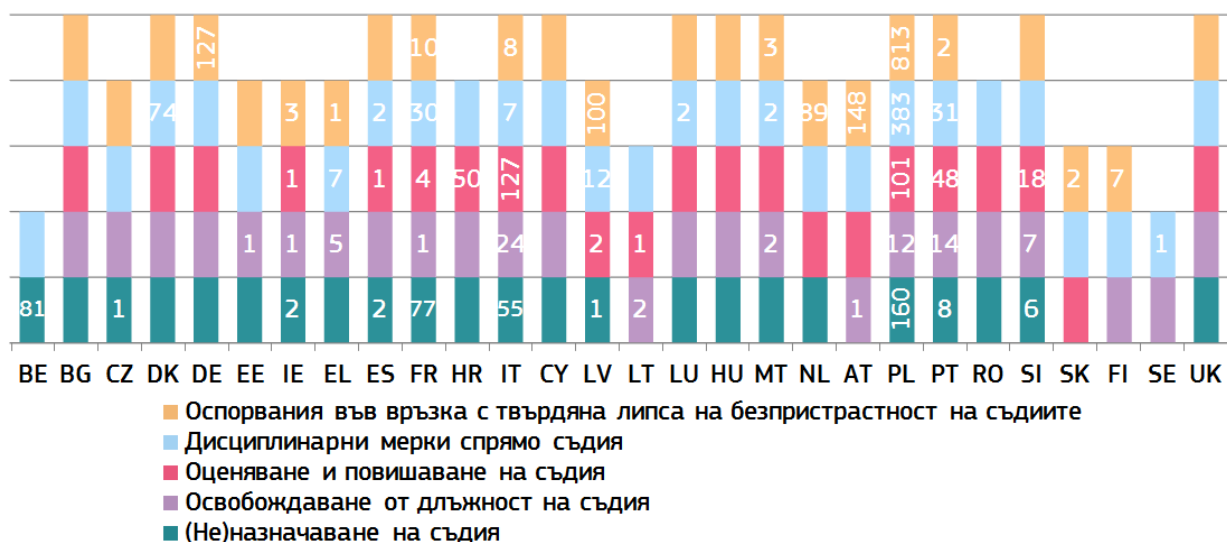 127 10 8 3 813 2
74 3 1 2 30 7 100 2 2 89 148 383 31
1 7 1 4 50 127 12 101 48 18 2 7
1 1 5 1 24 2 1 2 12 14 7 1
81 1 2 2 77 55 1 2 1 160 8 6
BE BG CZ DK DE EE IE EL ES FR HR IT CY LV LT LU HU MT NL AT PL PT RO SI SK FI SE UK
Оспорвания във връзка с твърдяна липса на безпристрастност на съдиите
Дисциплинарни мерки спрямо съдия
Оценяване и повишаване на съдия
Освобождаване от длъжност на съдия
(Не)назначаване на съдия